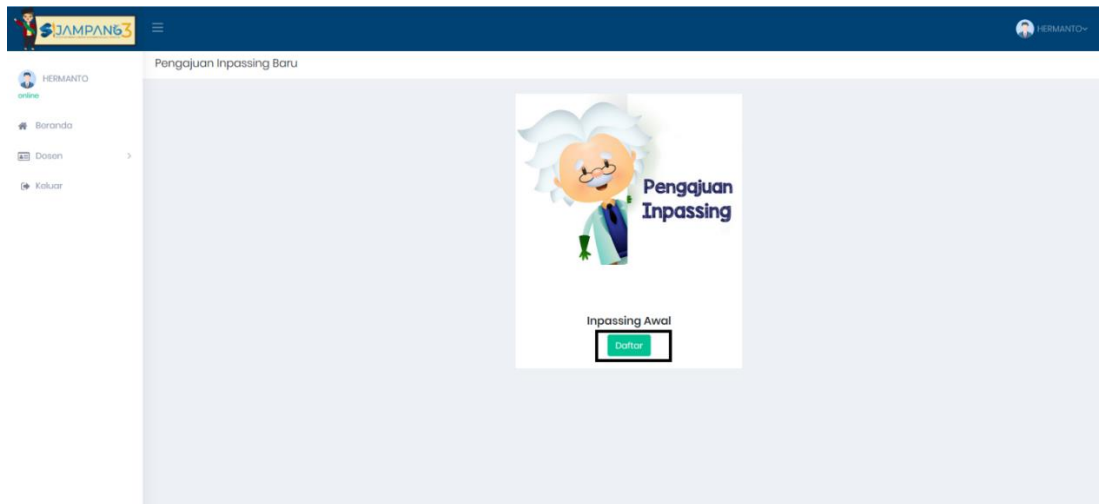 SIJAMPANG3
HERMANTO
Pengajuan Inpassing Baru
HERMANTO
online
Beranda
Dosen
Keluar
Pengajuan
Inpassing
Inpassing Awal
Daftar